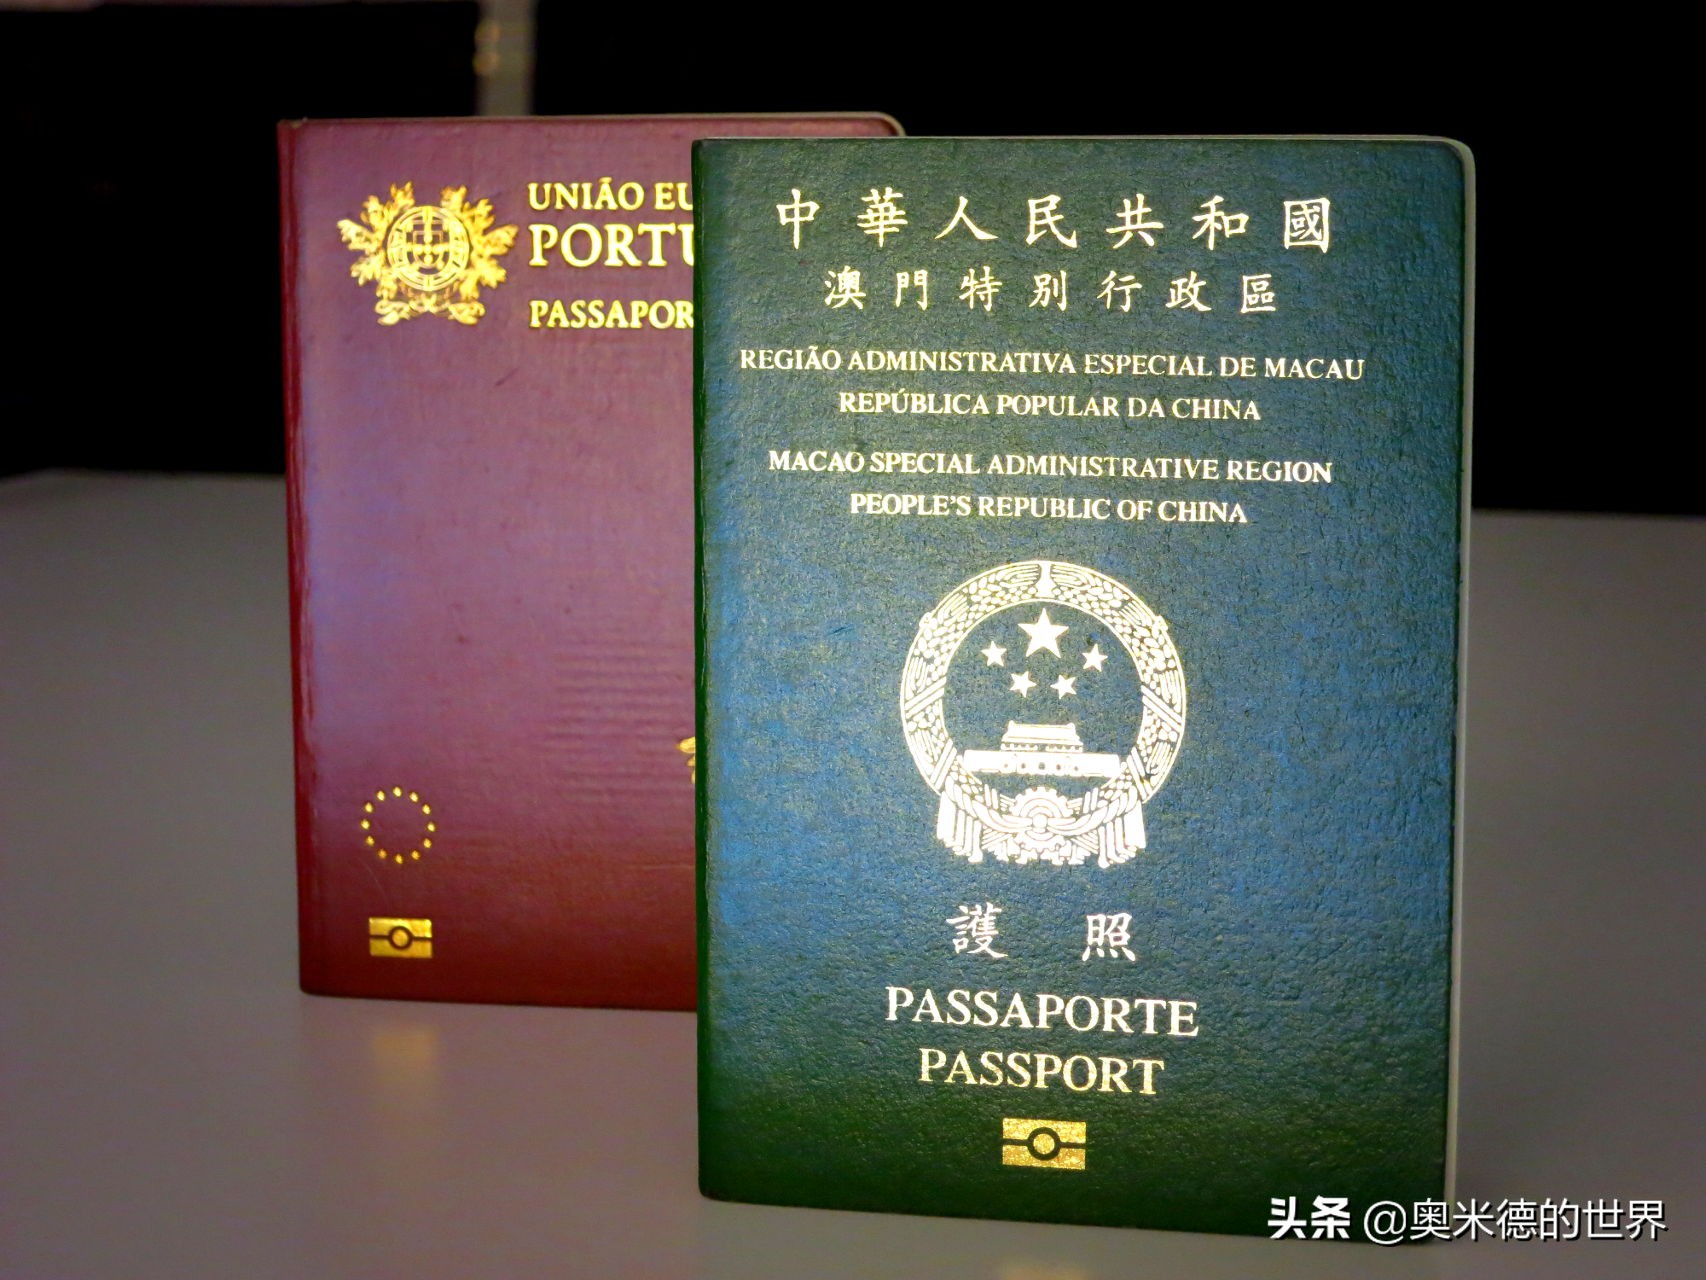 UNIÃO EU
PORTU
PASSAPOR
中華人民共和國
澳門特別行政區
REGIÃO ADMINISTRATIVA ESPECIAL DE MACAU
REPÚBLICA POPULAR DA CHINA
MACAO SPECIAL ADMINISTRATIVE REGION
PEOPLE'S REPUBLIC OF CHINA
護照
PASSAPORTE
PASSPORT
头条 @奥米德的世界